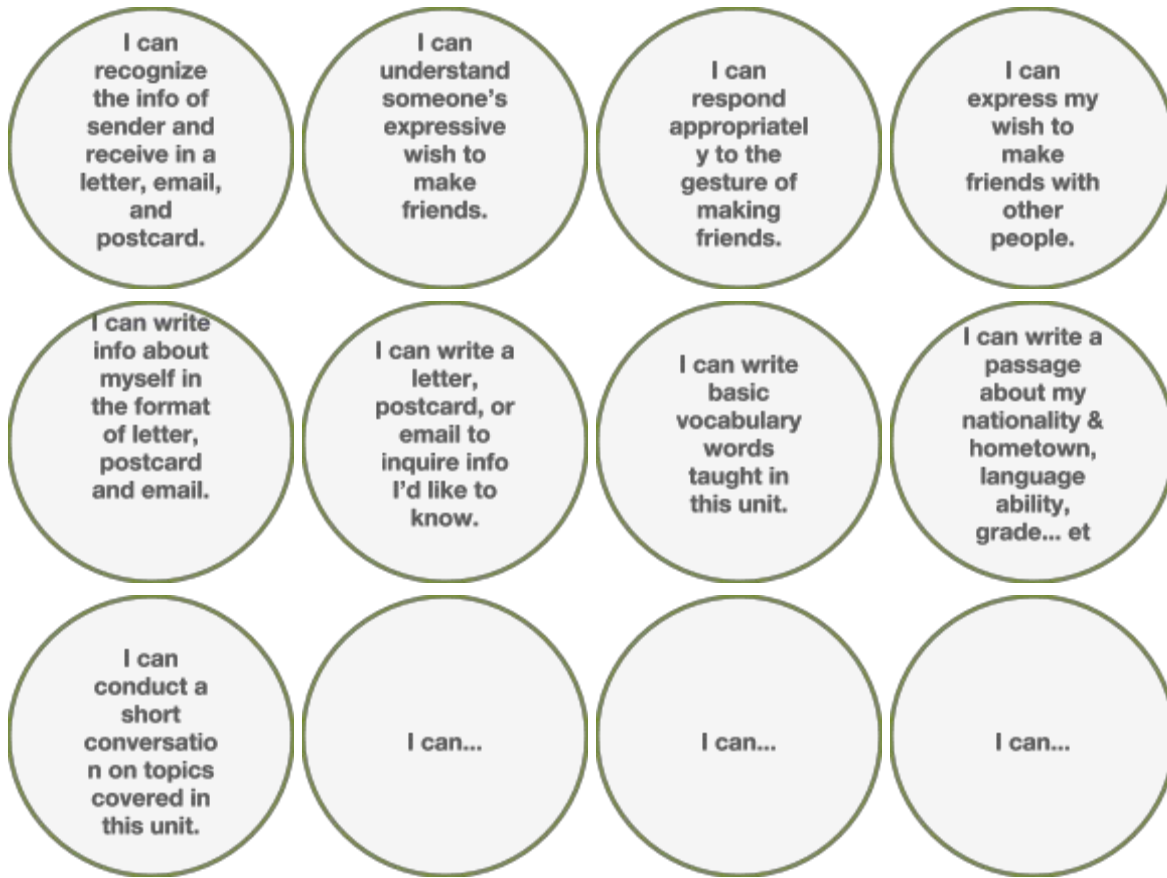 I can
recognize
the info of
sender and
receive in a
letter, email,
and
postcard.
I can
understand
someone's
expressive
wish to
make
friends.
I can
respond
appropriatel
y to the
gesture of
making
friends.
I can
express my
wish to
make
friends with
other
people.
I can write
info about
myself in
the format
of letter,
postcard
and email.
I can write a
letter,
postcard, or
email to
inquire info
I'd like to
know.
I can write
basic
vocabulary
words
taught in
this unit.
I can write a
passage
about my
nationality &
hometown,
language
ability,
grade... et
I can
conduct a
short
conversatio
n on topics
covered in
this unit.
I can...
I can...
I can...